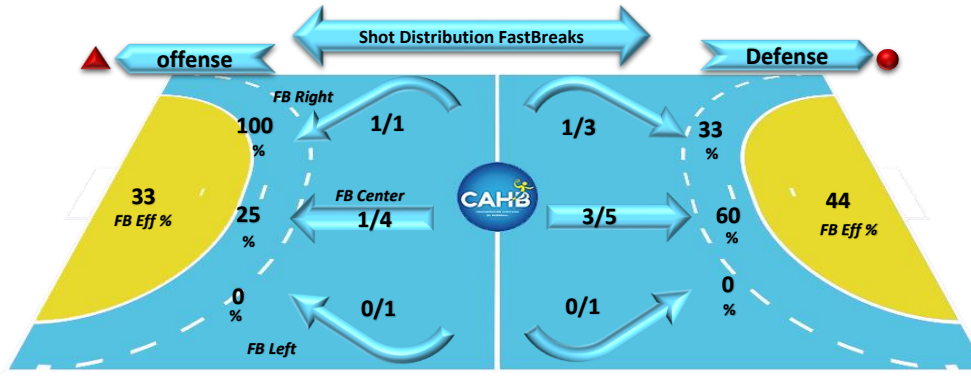 Shot Distribution FastBreaks
offense
Defense
FB Right
100
%
1/1
1/3
33
%
33
FB Eff %
FB Center
25
%
1/4
CAHB
3/5
60
%
44
FB Eff %
0
%
0/1
0/1
0
%
FB Left